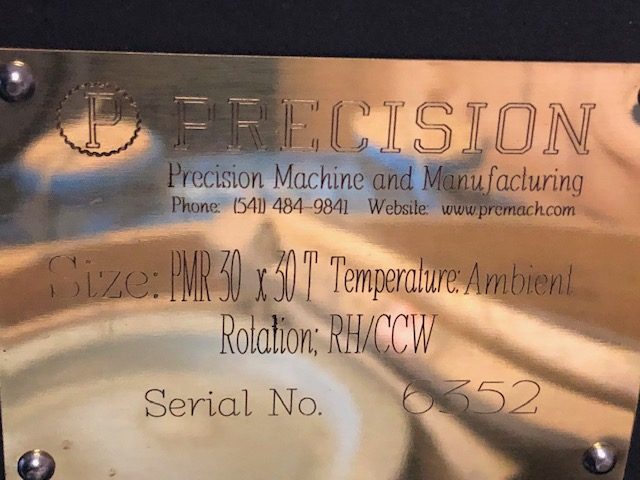 P PRECISION
Precision Machine and Manufacturing
Phone: (541) 484-9841 Website: www.premach.com
Size: PMR 30 x 30 T Temperature: Ambient
Rotation; RH/CCW
Serial No. 6352